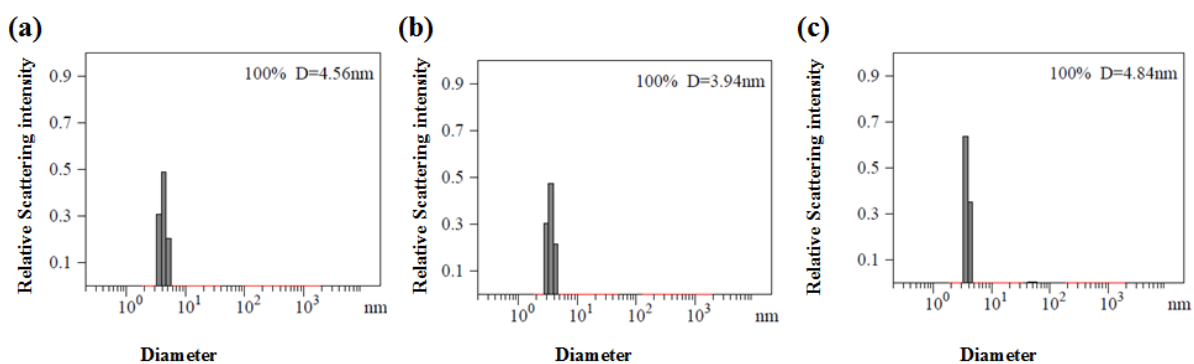 (a)
Relative Scattering intensity
100% D=4.56nm
0.9
0.7
0.5
0.3
0.1
10^0 10^1 10^2 10^3 nm
Diameter
(b)
Relative Scattering intensity
100% D=3.94nm
0.9
0.7
0.5
0.3
0.1
10^0 10^1 10^2 10^3 nm
Diameter
(c)
Relative Scattering intensity
100% D=4.84nm
0.9
0.7
0.5
0.3
0.1
10^0 10^1 10^2 10^3 nm
Diameter